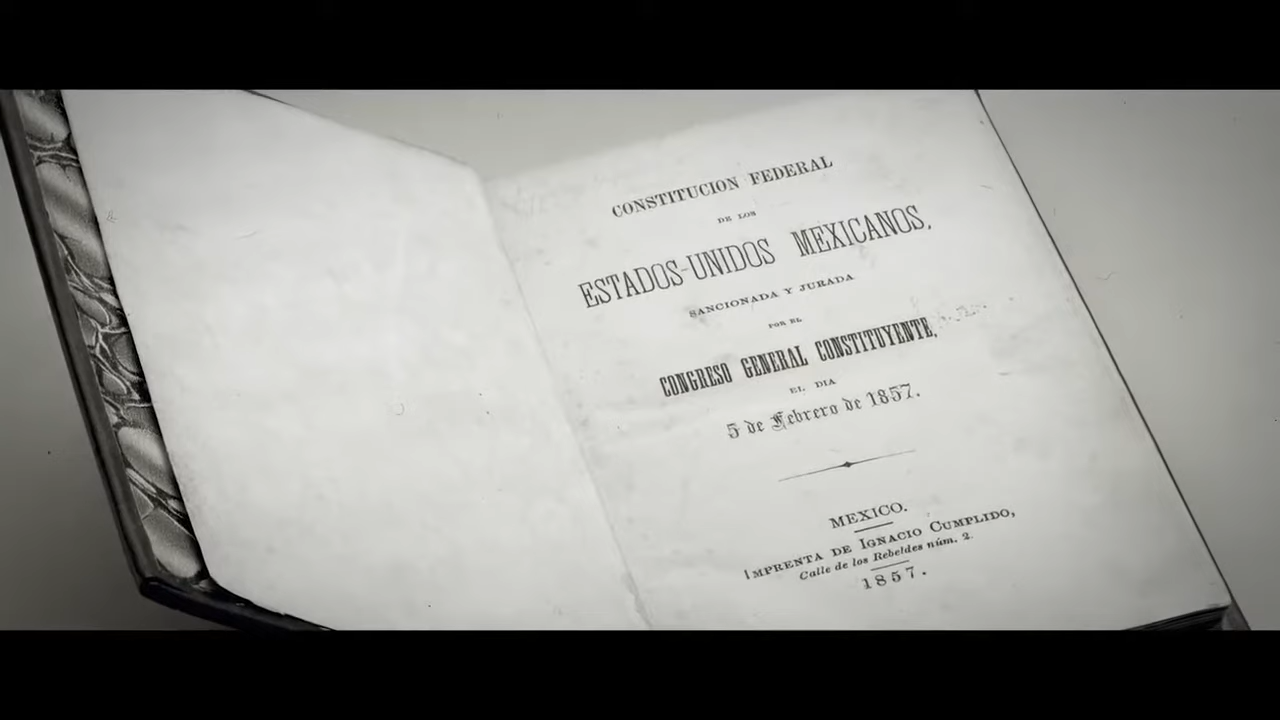 CONSTITUCION FEDERAL
DE LOS
ESTADOS-UNIDOS MEXICANOS,
SANCIONADA Y JURADA
POR EL
CONGRESO GENERAL CONSTITUYENTE,
EL DIA
5 de Febrero de 1857.
MEXICO.
IMPRENTA DE IGNACIO CUMPLIDO,
Calle de los Rebeldes núm. 2.
1857.